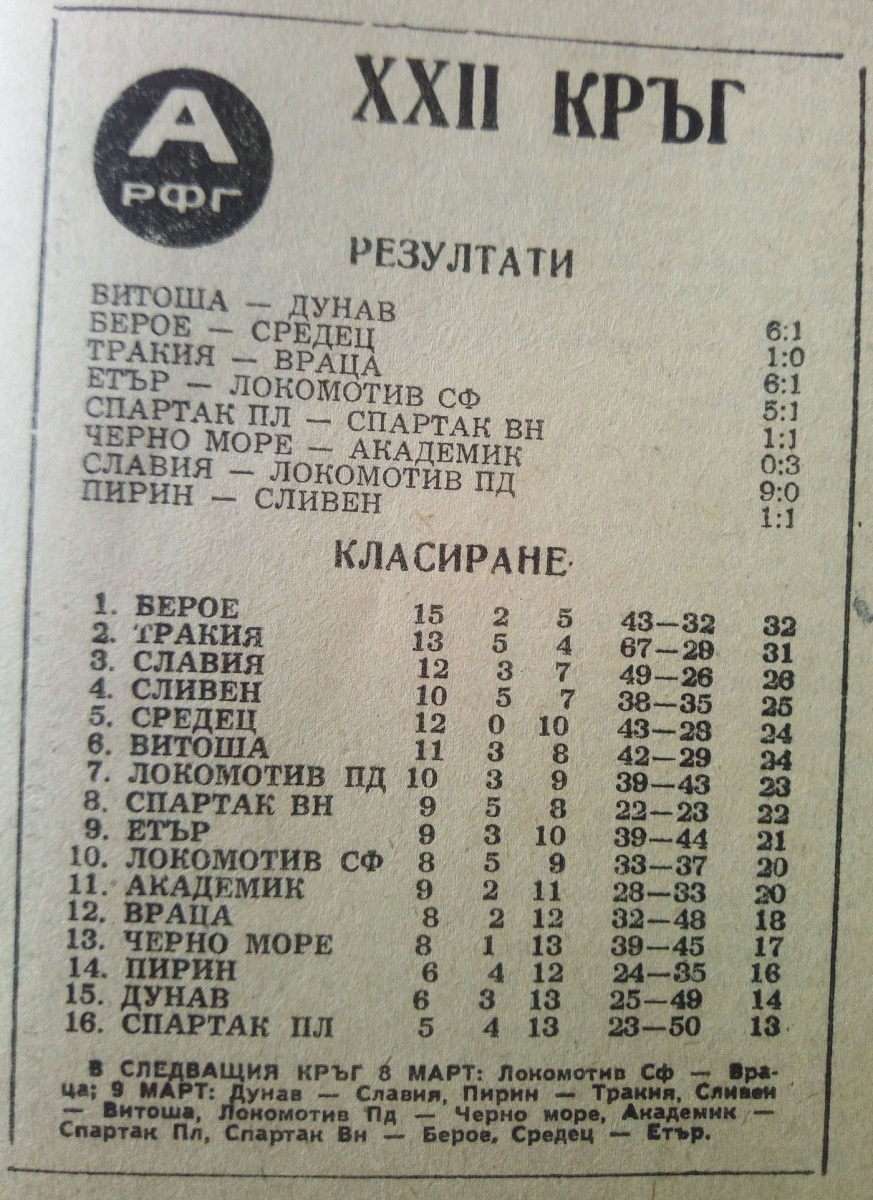 А
РФГ
XXII КРЪГ
РЕЗУЛТАТИ
ВИТОША — ДУНАВ 6:1
БЕРОЕ — СРЕДЕЦ 1:0
ТРАКИЯ — ВРАЦА 6:1
ЕТЪР — ЛОКОМОТИВ СФ 5:1
СПАРТАК ПЛ — СПАРТАК ВН 1:1
ЧЕРНО МОРЕ — АКАДЕМИК 0:3
СЛАВИЯ — ЛОКОМОТИВ ПД 9:0
ПИРИН — СЛИВЕН 1:1
КЛАСИРАНЕ
1. БЕРОЕ 15 2 5 43—32 32
2. ТРАКИЯ 13 5 4 67—29 31
3. СЛАВИЯ 12 3 7 49—26 26
4. СЛИВЕН 10 5 7 38—35 25
5. СРЕДЕЦ 12 0 10 43—28 24
6. ВИТОША 11 3 8 42—29 24
7. ЛОКОМОТИВ ПД 10 3 9 39—43 23
8. СПАРТАК ВН 9 5 8 22—23 22
9. ЕТЪР 9 3 10 39—44 21
10. ЛОКОМОТИВ СФ 8 5 9 33—37 20
11. АКАДЕМИК 9 2 11 28—33 20
12. ВРАЦА 8 2 12 32—48 18
13. ЧЕРНО МОРЕ 8 1 13 39—45 17
14. ПИРИН 6 4 12 24—35 16
15. ДУНАВ 6 3 13 25—49 14
16. СПАРТАК ПЛ 5 4 13 23—50 13
В СЛЕДВАЩИЯ КРЪГ 8 МАРТ: Локомотив Сф — Вра-
ца; 9 МАРТ: Дунав — Славия, Пирин — Тракия, Сливен
— Витоша, Локомотив Пд — Черно море, Академик —
Спартак Пл, Спартак Вн — Берое, Средец — Етър.